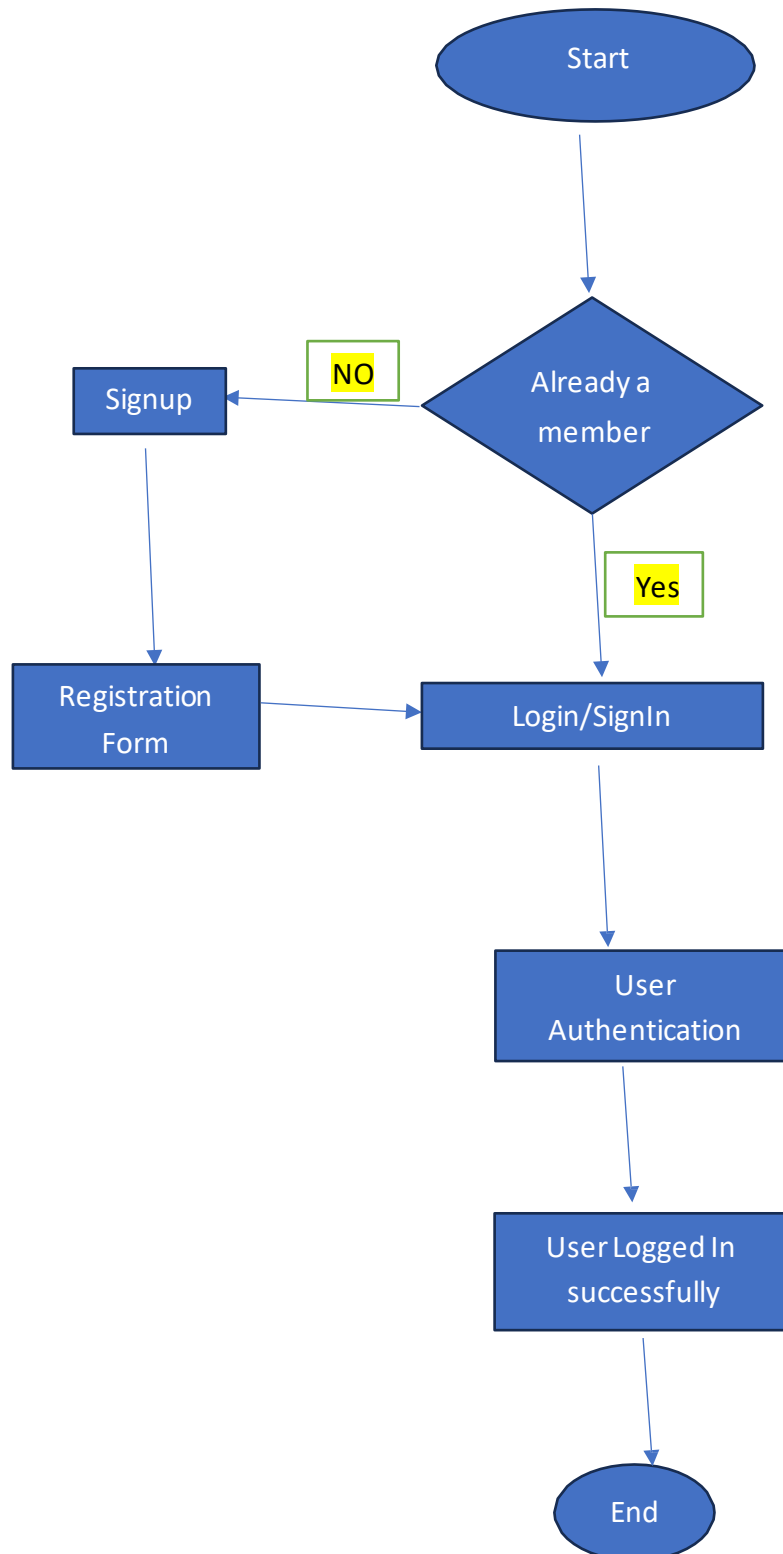 Start
Already a
member
NO
Signup
Yes
Registration
Form
Login/SignIn
User
Authentication
User Logged In
successfully
End